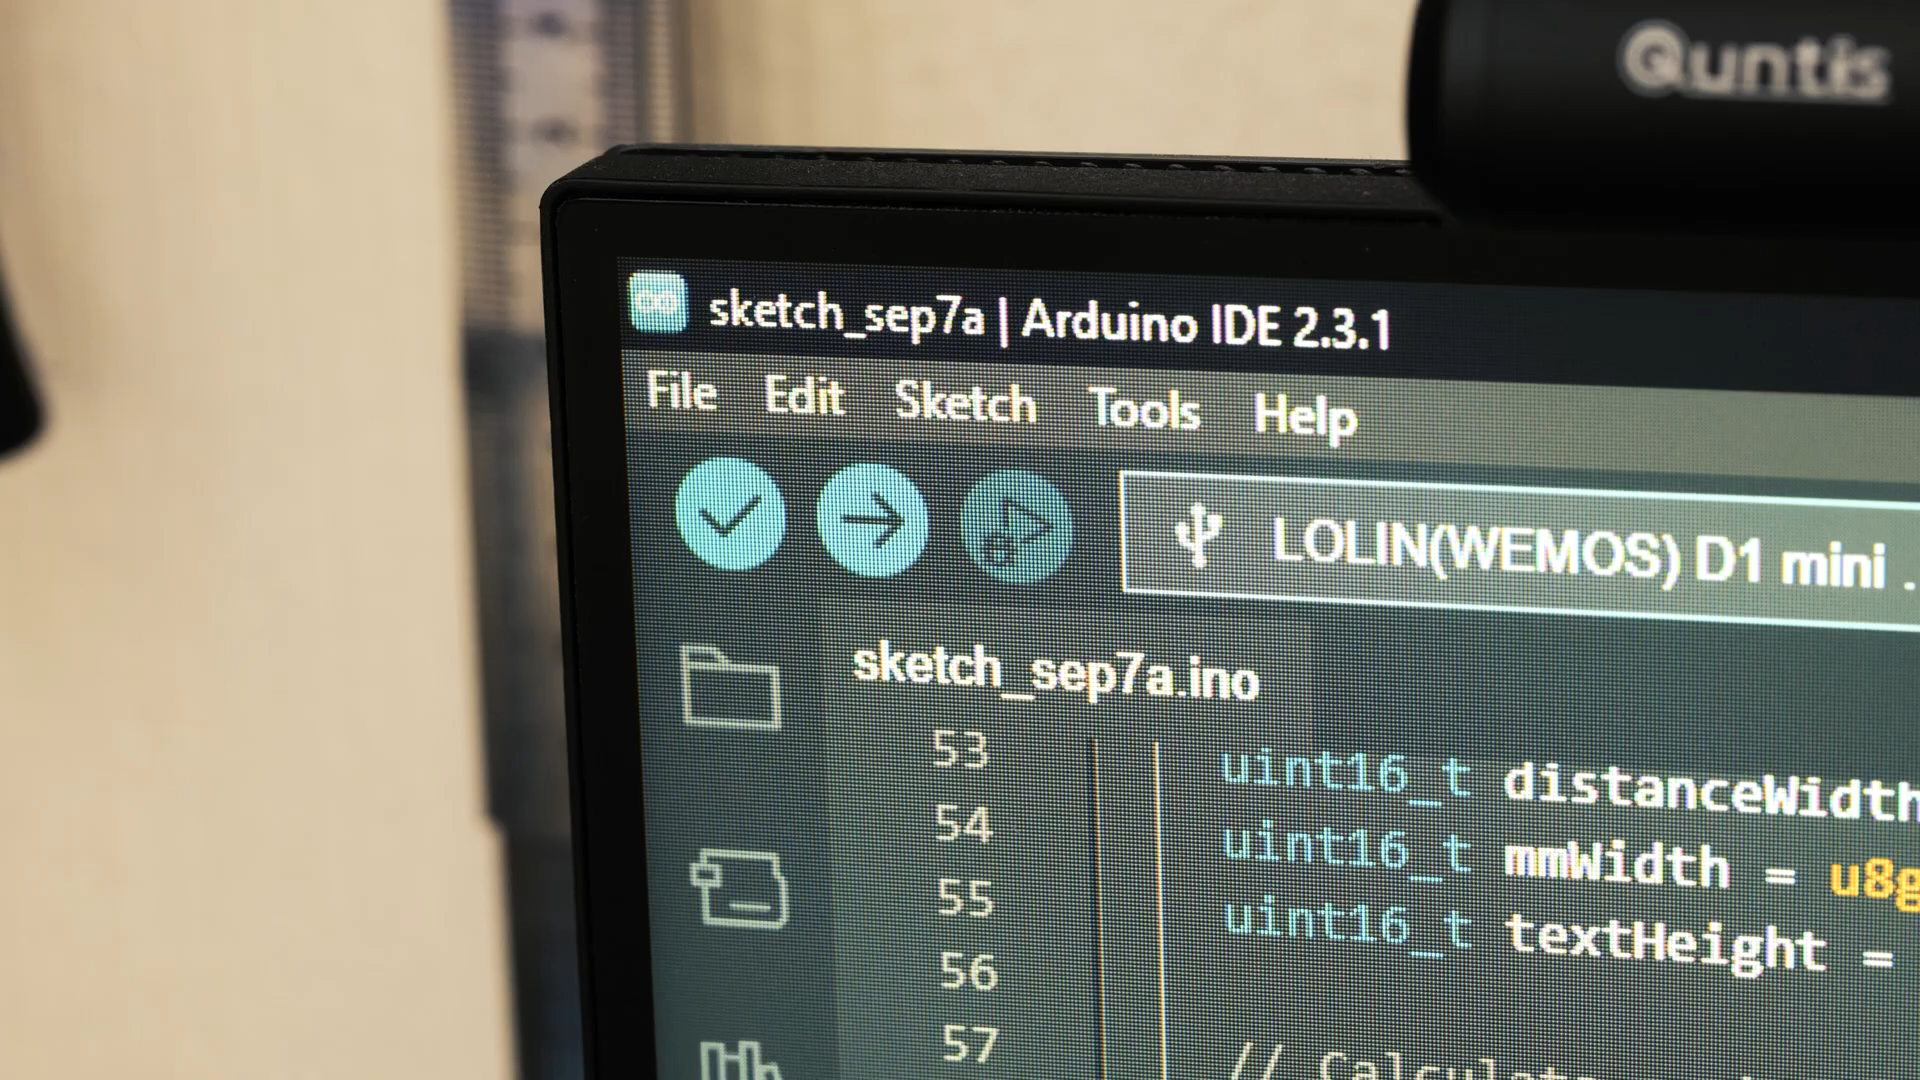 Quntis
sketch_sep7a | Arduino IDE 2.3.1
File Edit Sketch Tools Help
LOLIN(WEMOS) D1 mini .
sketch_sep7a.ino
53 uint16_t distanceWidth
54 uint16_t mmWidth = u8g
55 uint16_t textHeight =
56
57 // Calculate